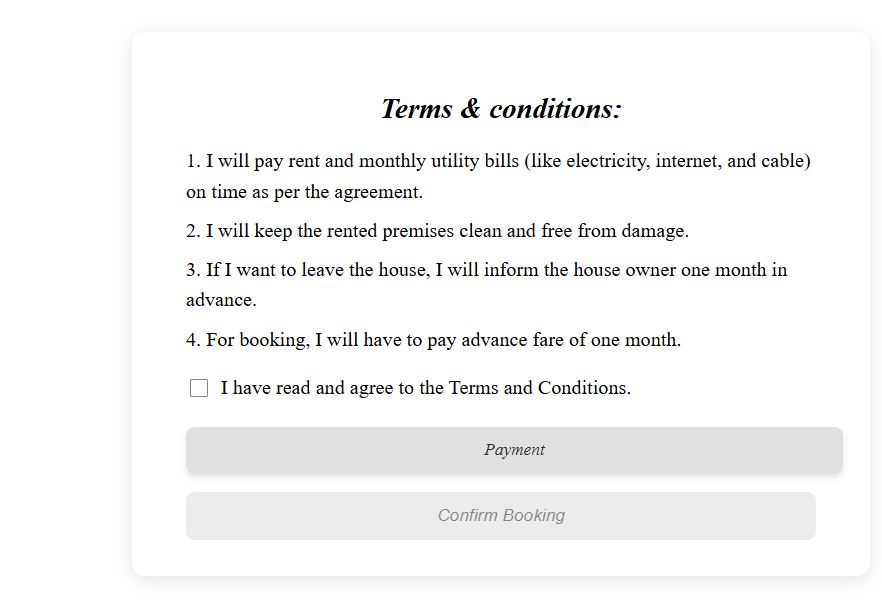 Terms & conditions:
1. I will pay rent and monthly utility bills (like electricity, internet, and cable)
on time as per the agreement.
2. I will keep the rented premises clean and free from damage.
3. If I want to leave the house, I will inform the house owner one month in
advance.
4. For booking, I will have to pay advance fare of one month.
I have read and agree to the Terms and Conditions.
Payment
Confirm Booking